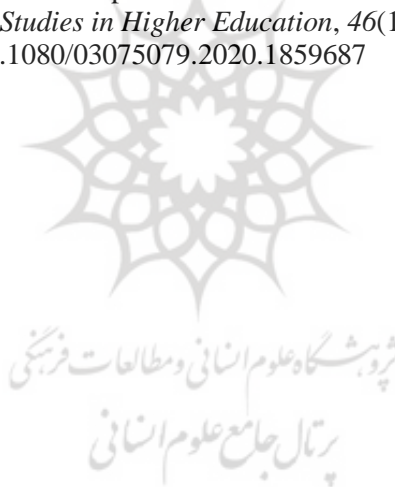 Studies in Higher Education, 46(1
.1080/03075079.2020.1859687
پژوهشگاه علوم انسانی و مطالعات فرهنگی
پرتال جامع علوم انسانی